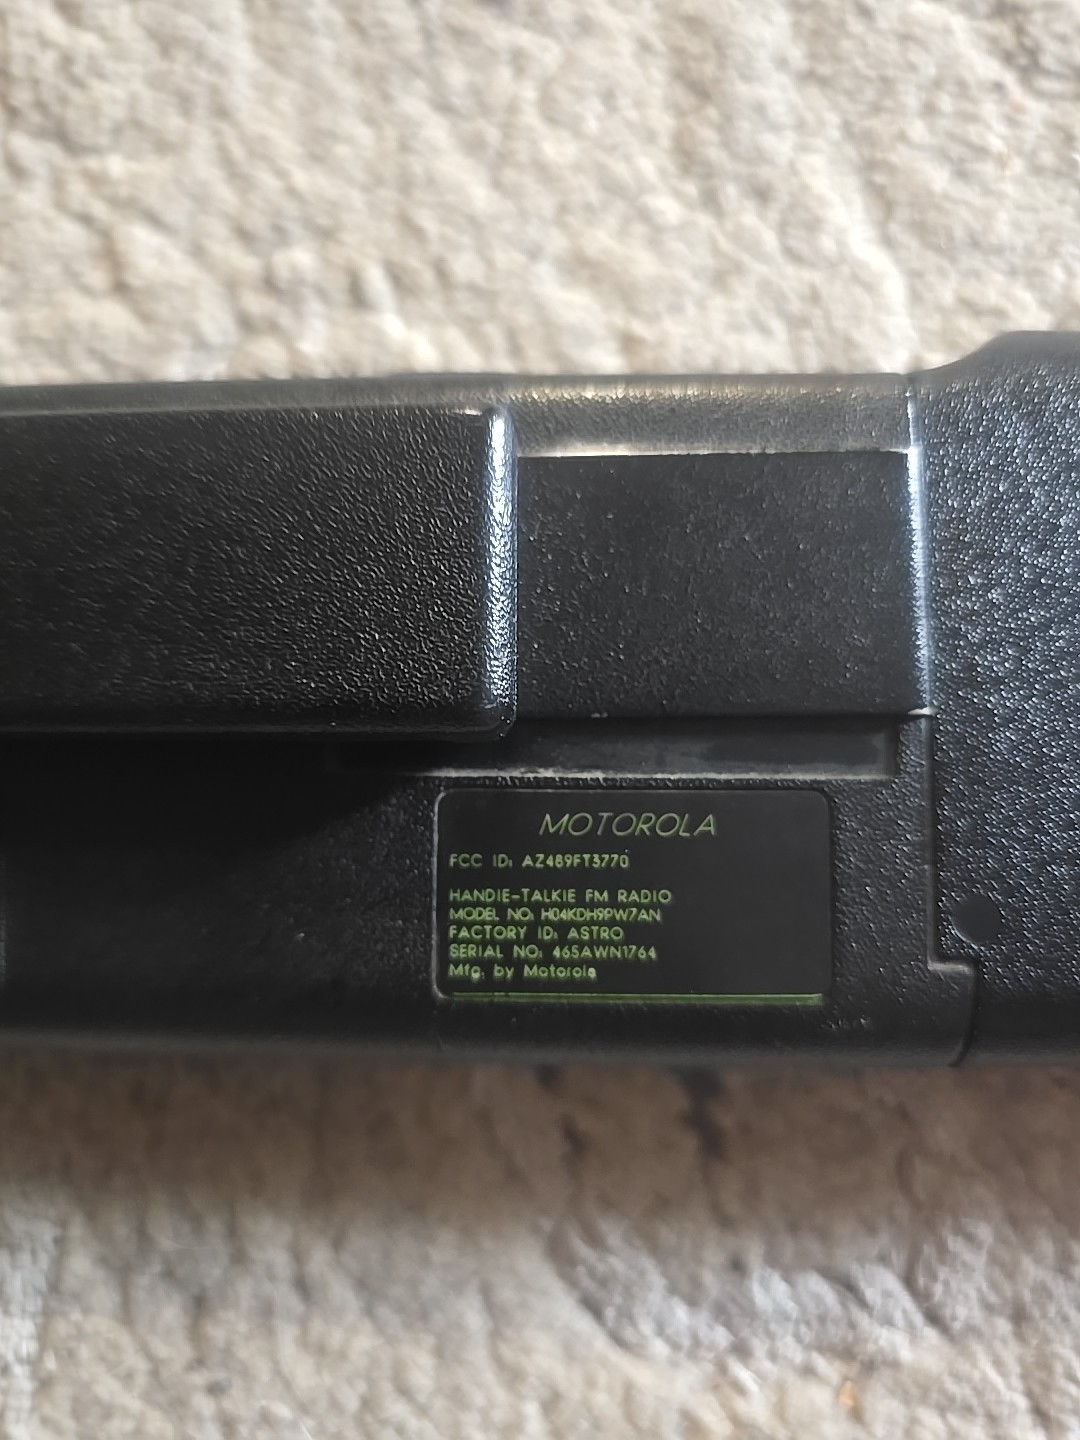 MOTOROLA
FCC ID: AZ489FT3770
HANDIE-TALKIE FM RADIO
MODEL NO: H04KDH9PW7AN
FACTORY ID: ASTRO
SERIAL NO: 465AWN1764
Mfg. by Motorola